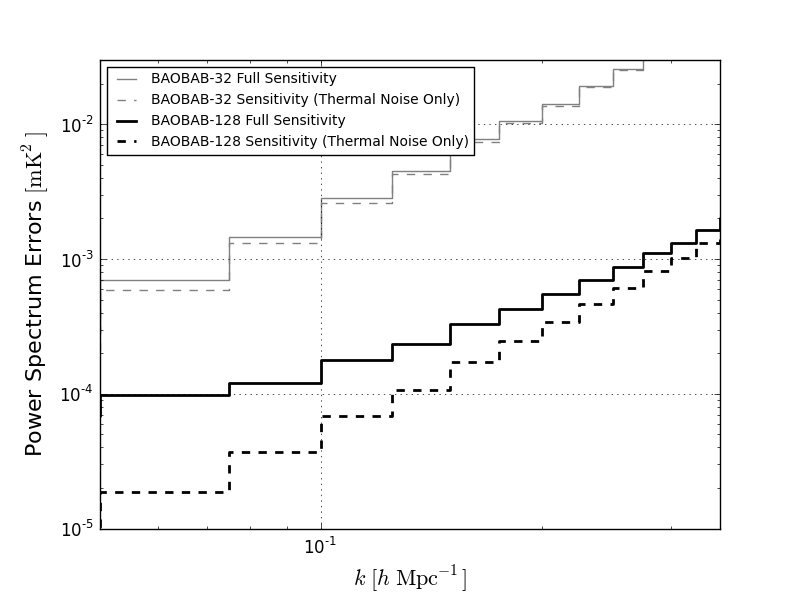 BAOBAB-32 Full Sensitivity
BAOBAB-32 Sensitivity (Thermal Noise Only)
BAOBAB-128 Full Sensitivity
BAOBAB-128 Sensitivity (Thermal Noise Only)
10⁻²
10⁻³
10⁻⁴
10⁻⁵
Power Spectrum Errors [mK²]
10⁻¹
k [h Mpc⁻¹]